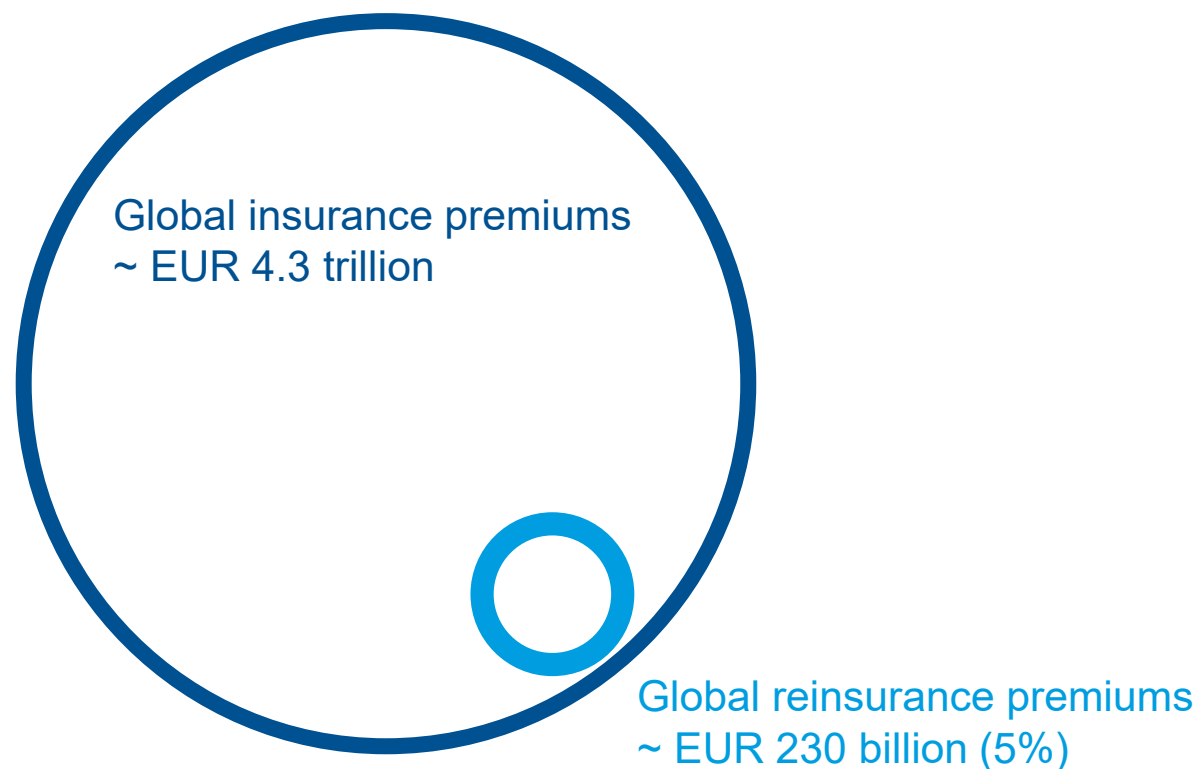 Global insurance premiums
~ EUR 4.3 trillion
Global reinsurance premiums
~ EUR 230 billion (5%)